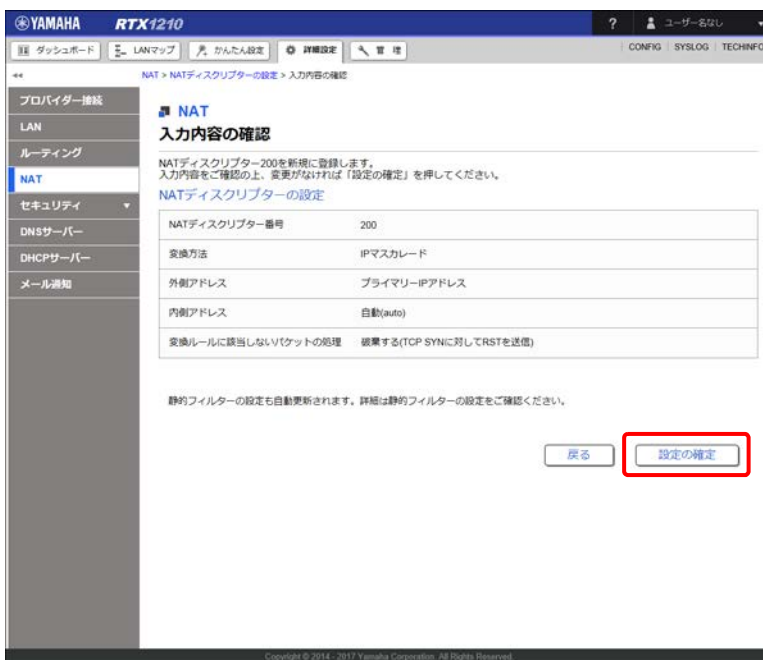 YAMAHA RTX1210 ? ユーザー名なし
ダッシュボード LANマップ かんたん設定 詳細設定 管理 CONFIG SYSLOG TECHINFO
NAT > NATディスクリプターの設定 > 入力内容の確認
プロバイダー接続
LAN
ルーティング
NAT
セキュリティ
DNSサーバー
DHCPサーバー
メール通知
NAT
入力内容の確認
NATディスクリプター200を新規に登録します。
入力内容をご確認の上、変更がなければ「設定の確定」を押してください。
NATディスクリプターの設定
NATディスクリプター番号 200
変換方法 IPマスカレード
外側アドレス プライマリーIPアドレス
内側アドレス 自動(auto)
変換ルールに該当しないパケットの処理 破棄する(TCP SYNに対してRSTを送信)
静的フィルターの設定も自動更新されます。詳細は静的フィルターの設定をご確認ください。
戻る 設定の確定
Copyright © 2014 - 2017 Yamaha Corporation. All Rights Reserved.